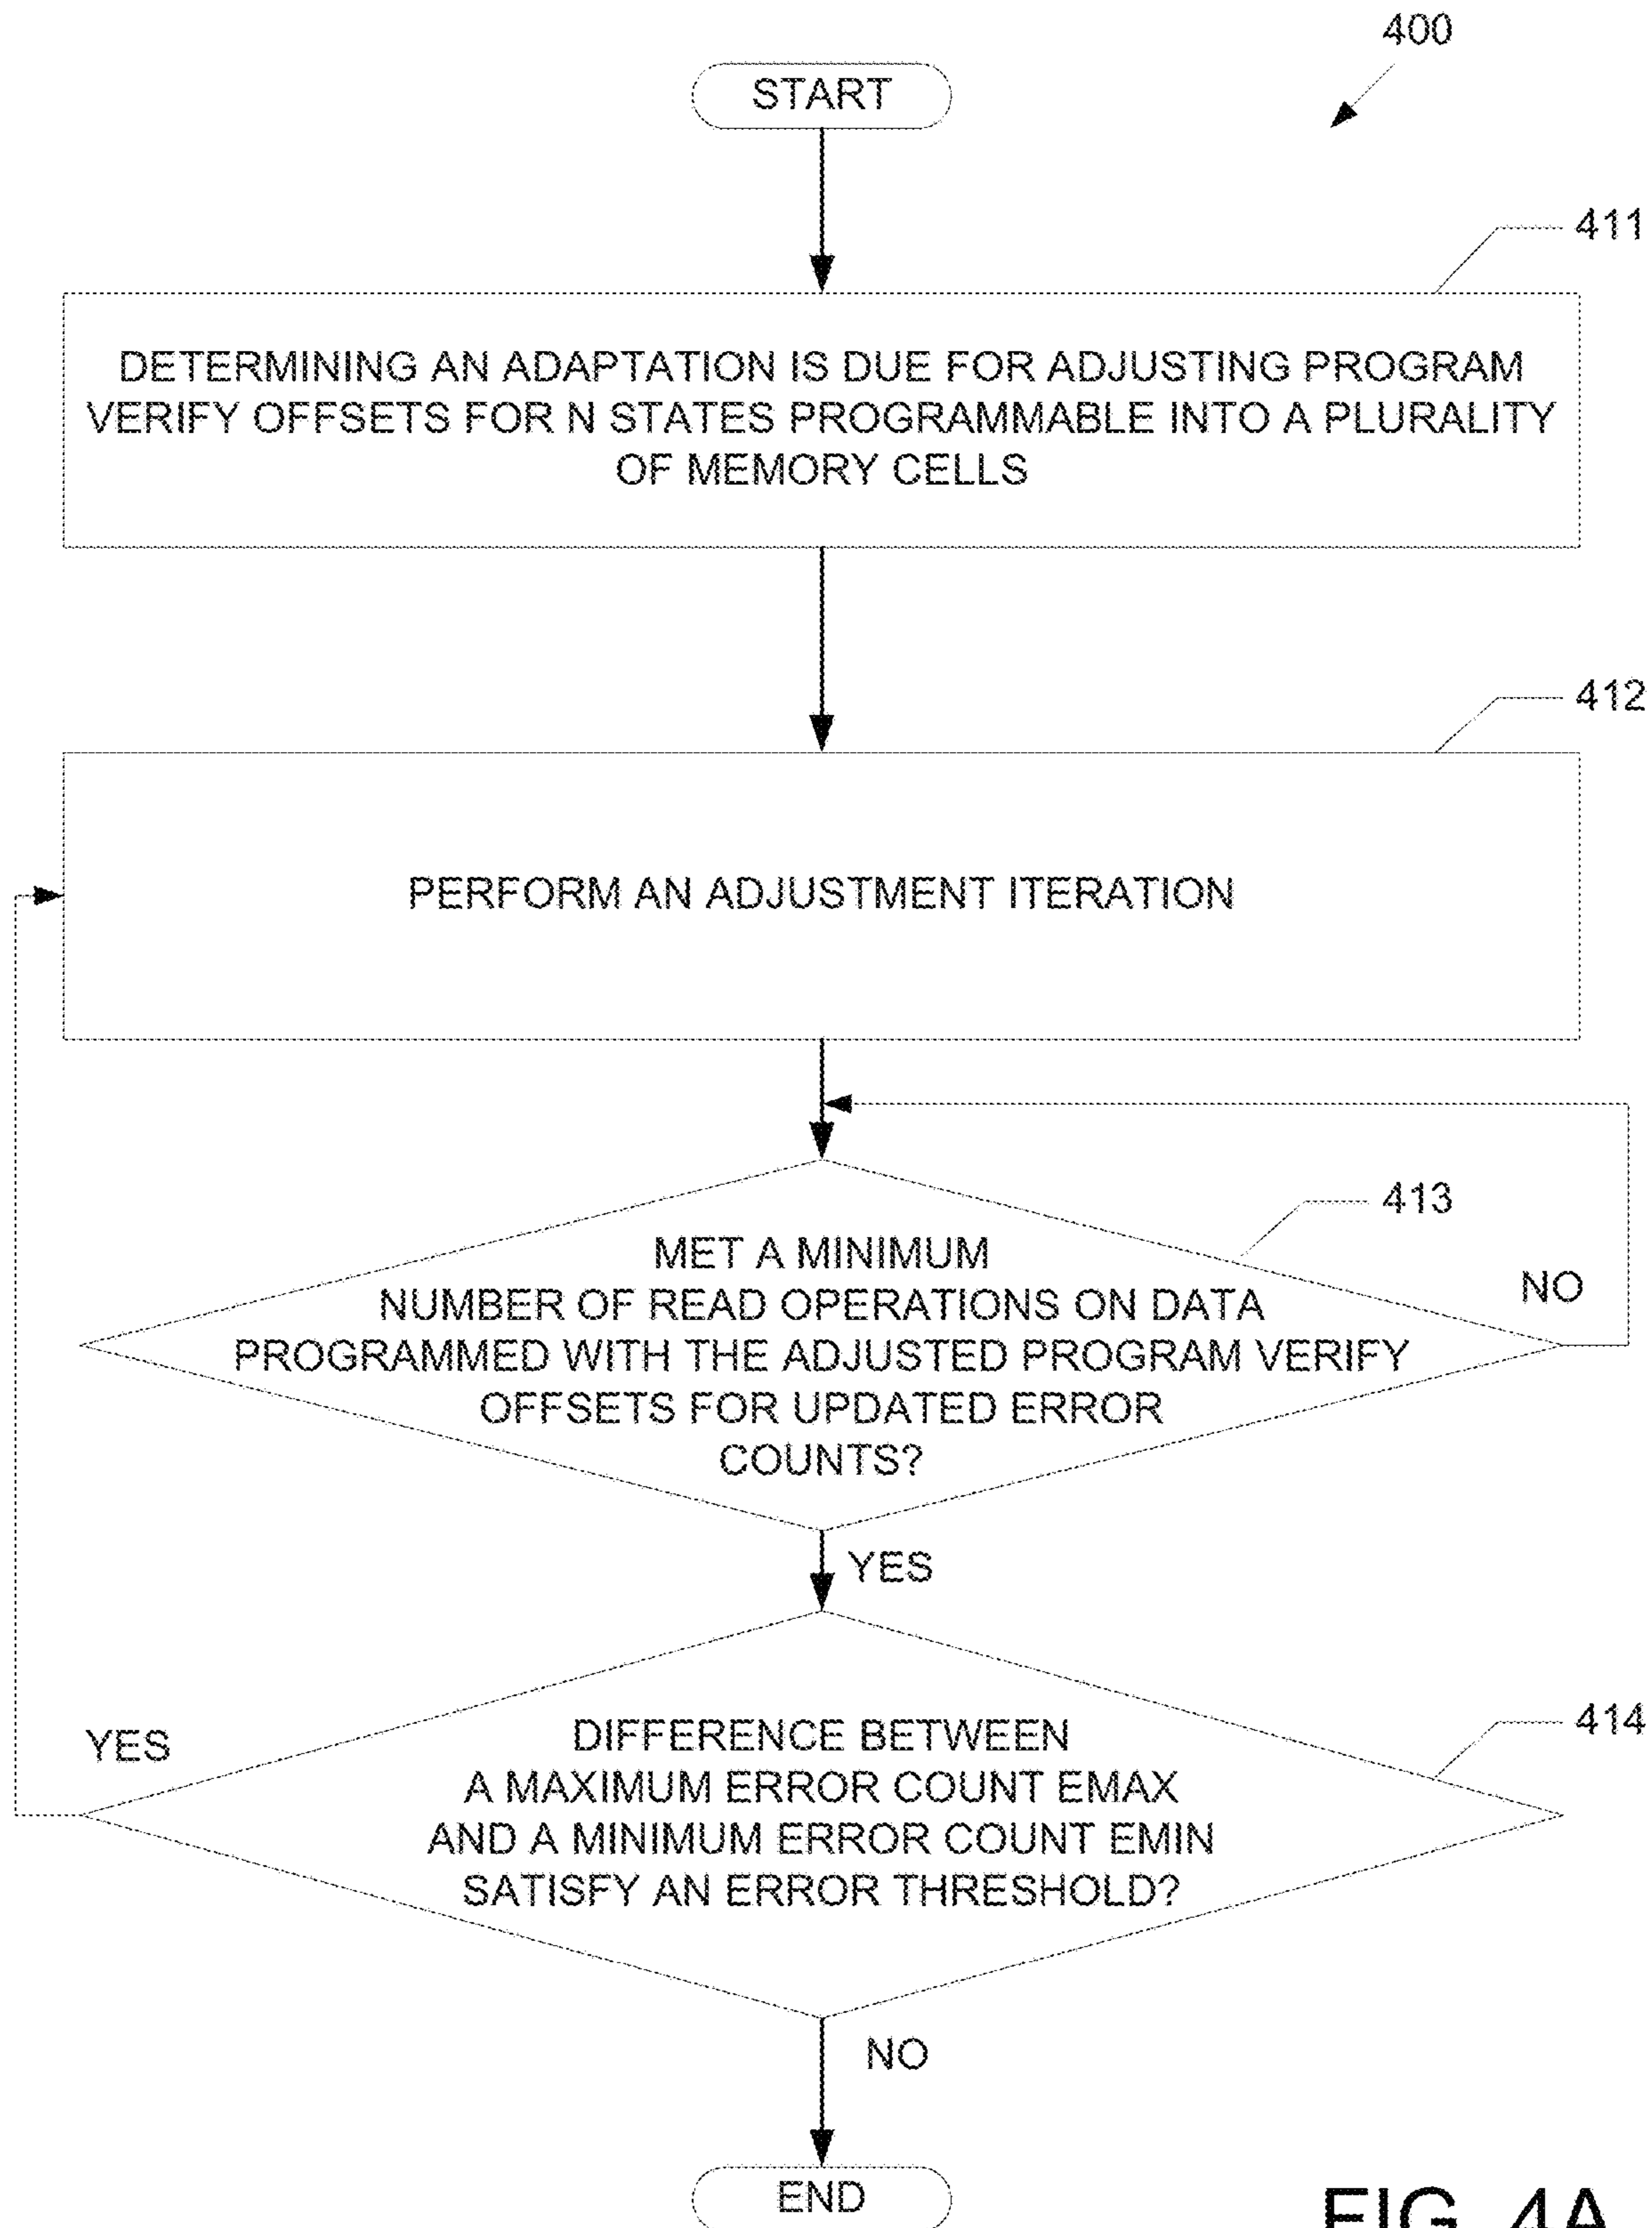 400
START
411
DETERMINING AN ADAPTATION IS DUE FOR ADJUSTING PROGRAM
VERIFY OFFSETS FOR N STATES PROGRAMMABLE INTO A PLURALITY
OF MEMORY CELLS
412
PERFORM AN ADJUSTMENT ITERATION
413
MET A MINIMUM
NUMBER OF READ OPERATIONS ON DATA
PROGRAMMED WITH THE ADJUSTED PROGRAM VERIFY
OFFSETS FOR UPDATED ERROR
COUNTS?
NO
YES
414
DIFFERENCE BETWEEN
A MAXIMUM ERROR COUNT EMAX
AND A MINIMUM ERROR COUNT EMIN
SATISFY AN ERROR THRESHOLD?
YES
NO
END
FIG. 4A